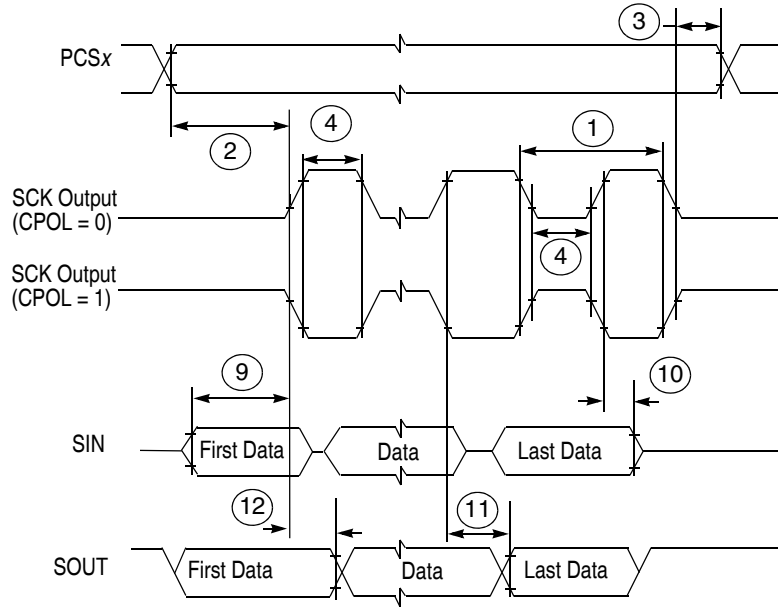 3
PCSx
2
4
1
SCK Output
(CPOL = 0)
4
SCK Output
(CPOL = 1)
9
10
SIN
First Data
Data
Last Data
12
11
SOUT
First Data
Data
Last Data